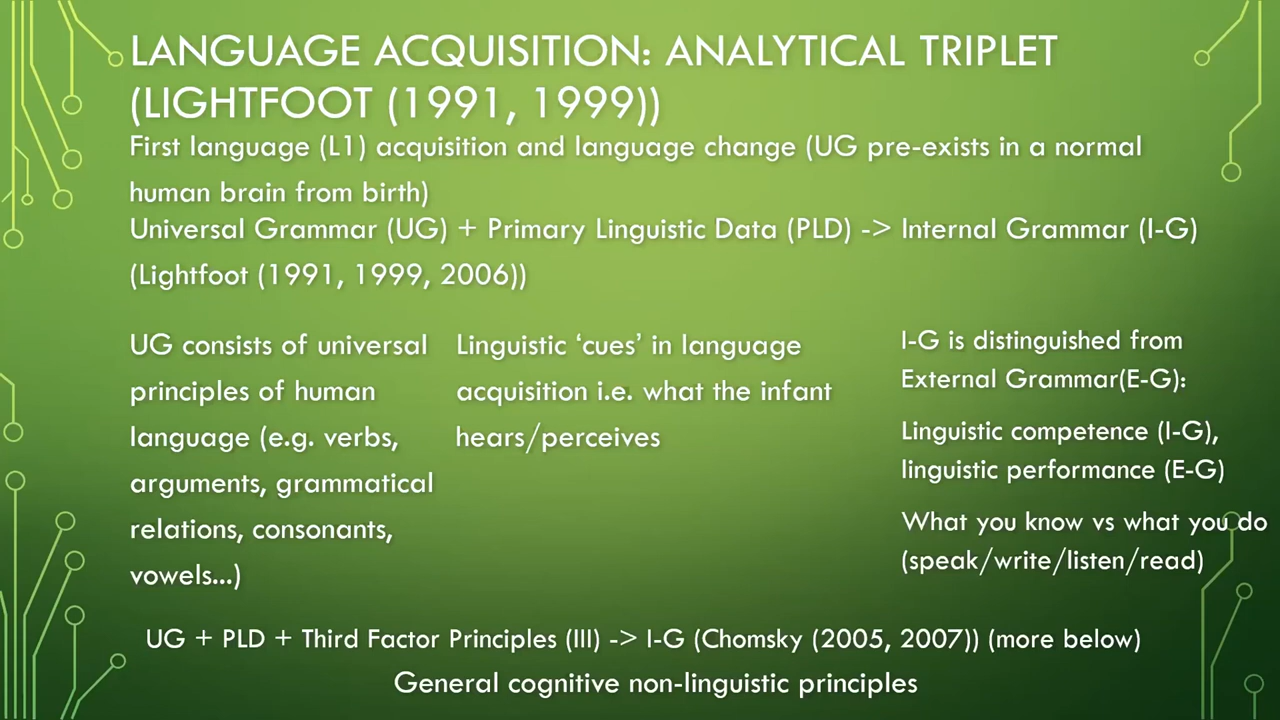 LANGUAGE ACQUISITION: ANALYTICAL TRIPLET
(LIGHTFOOT (1991, 1999))
First language (L1) acquisition and language change (UG pre-exists in a normal
human brain from birth)
Universal Grammar (UG) + Primary Linguistic Data (PLD) -> Internal Grammar (I-G)
(Lightfoot (1991, 1999, 2006))
UG consists of universal
principles of human
language (e.g. verbs,
arguments, grammatical
relations, consonants,
vowels...)
Linguistic ‘cues’ in language
acquisition i.e. what the infant
hears/perceives
I-G is distinguished from
External Grammar(E-G):
Linguistic competence (I-G),
linguistic performance (E-G)
What you know vs what you do
(speak/write/listen/read)
UG + PLD + Third Factor Principles (III) -> I-G (Chomsky (2005, 2007)) (more below)
General cognitive non-linguistic principles